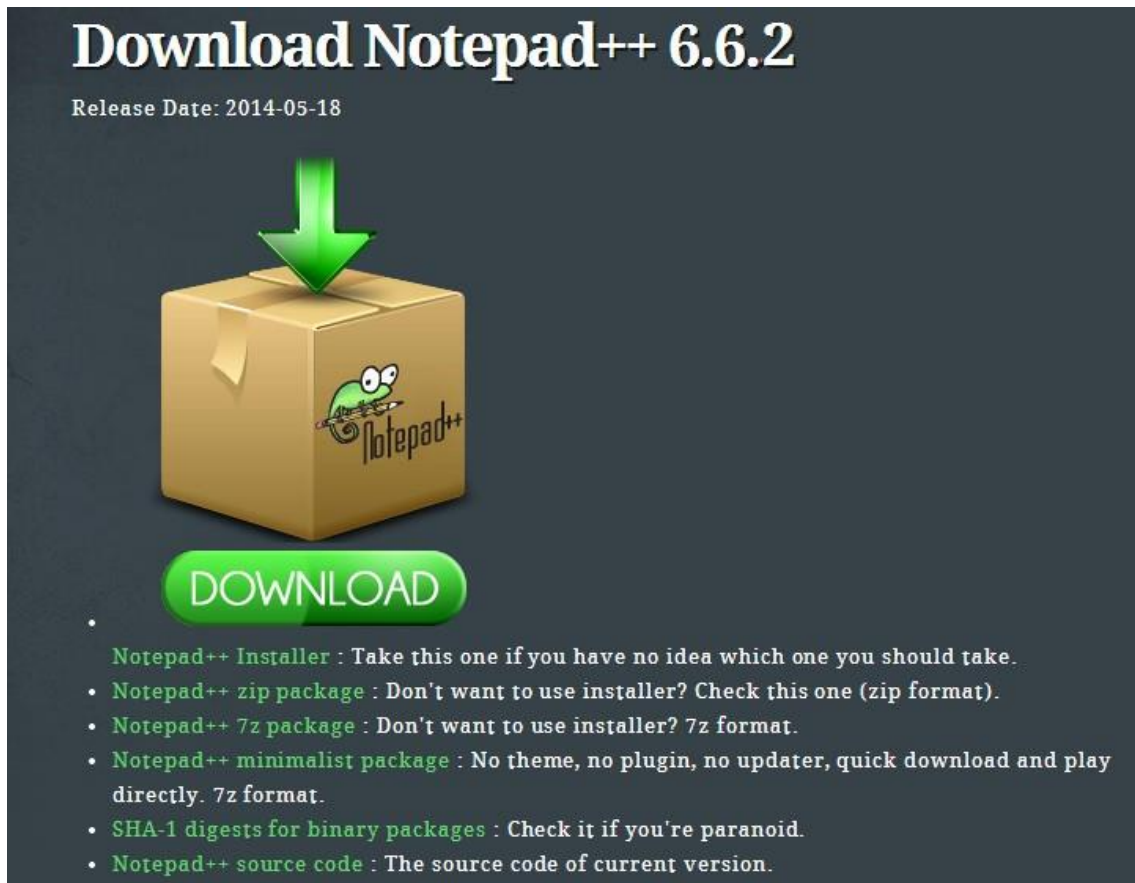 Download Notepad++ 6.6.2
Release Date: 2014-05-18
Notepad++
DOWNLOAD
Notepad++ Installer : Take this one if you have no idea which one you should take.
Notepad++ zip package : Don't want to use installer? Check this one (zip format).
Notepad++ 7z package : Don't want to use installer? 7z format.
Notepad++ minimalist package : No theme, no plugin, no updater, quick download and play
directly. 7z format.
SHA-1 digests for binary packages : Check it if you're paranoid.
Notepad++ source code : The source code of current version.